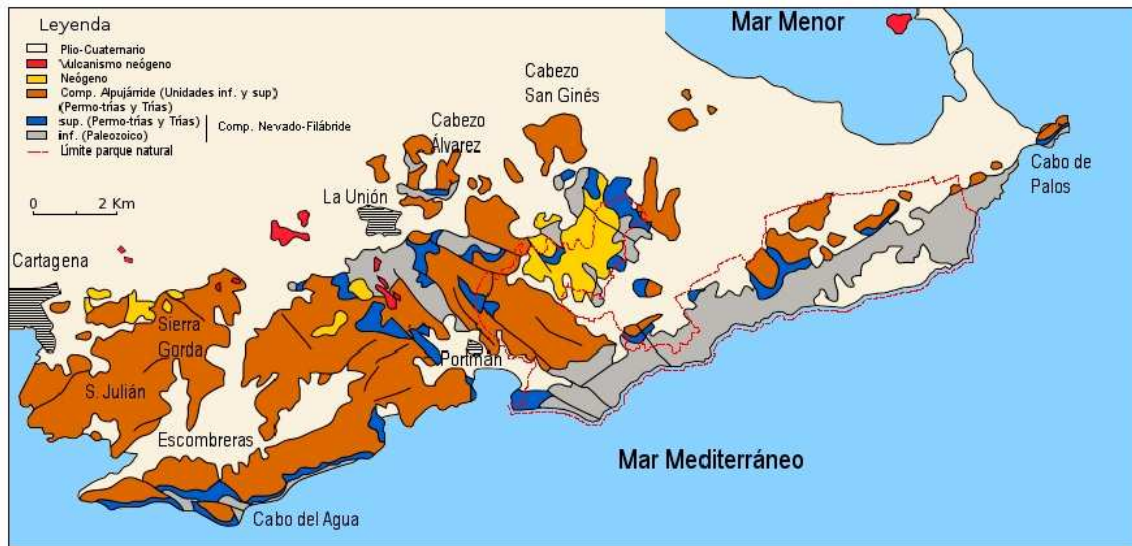 Leyenda
Plio-Cuaternario
Vulcanismo neógeno
Neógeno
Comp. Alpujárride (Unidades inf. y sup)
(Permo-trías y Trías)
sup. (Permo-trías y Trías)
inf. (Paleozoico)
Comp. Nevado-Filábride
Límite parque natural
0 2 Km
Mar Menor
Cabezo
San Ginés
Cabezo
Álvarez
La Unión
Cabo de
Palos
Cartagena
Sierra
Gorda
Portmán
S. Julián
Escombreras
Mar Mediterráneo
Cabo del Agua